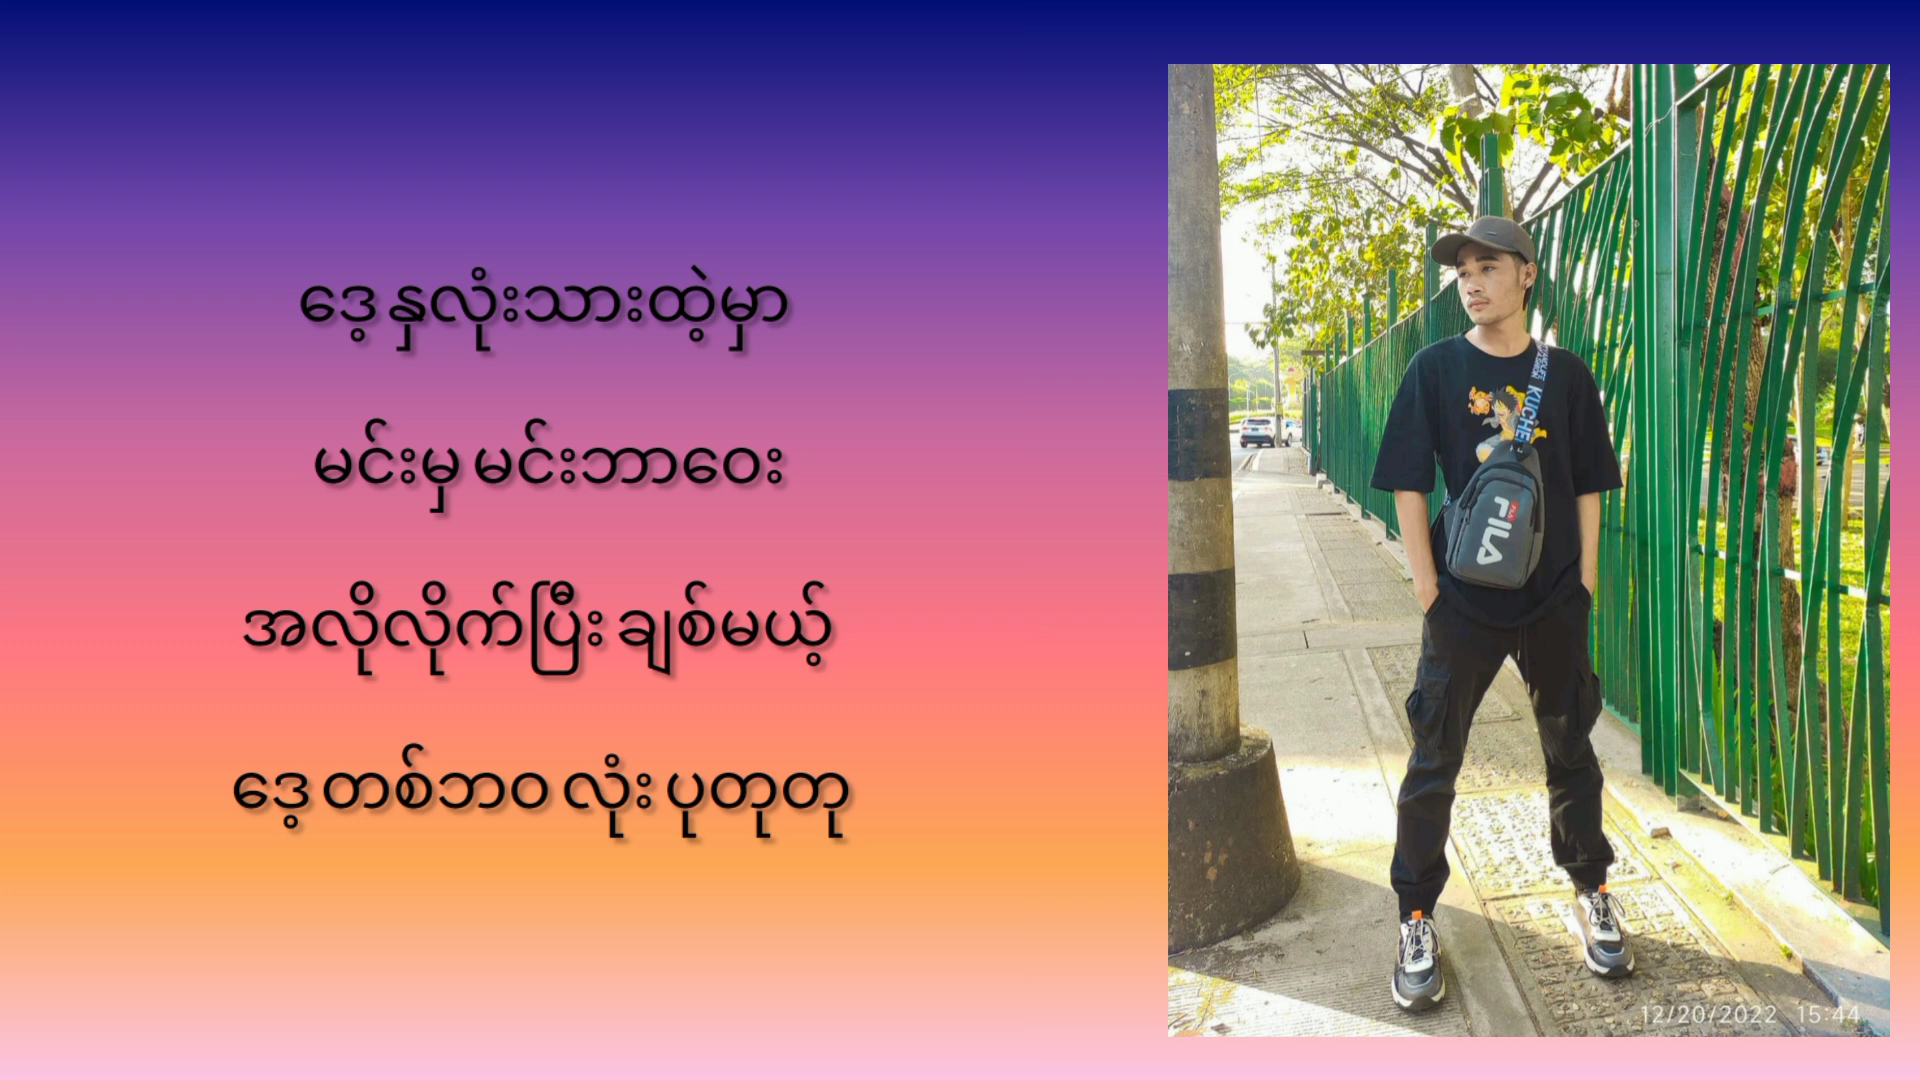 ဒေ့ နှလုံးသားထဲ့မှာ
မင်းမှ မင်းဘာဝေး
အလိုလိုက်ပြီး ချစ်မယ့်
ဒေ့ တစ်ဘဝ လုံး ပုတုတု
KUCHE
FILA
12/20/2022 15:44